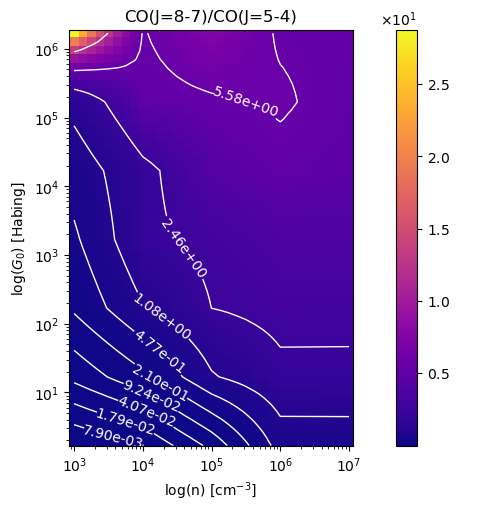 CO(J=8-7)/CO(J=5-4)
×10¹
10⁶
10⁵
10⁴
10³
10²
10¹
log(G₀) [Habing]
5.58e+00
2.46e+00
1.08e+00
4.77e-01
2.10e-01
9.24e-02
4.07e-02
1.79e-02
7.90e-03
10³ 10⁴ 10⁵ 10⁶ 10⁷
log(n) [cm⁻³]
2.5
2.0
1.5
1.0
0.5